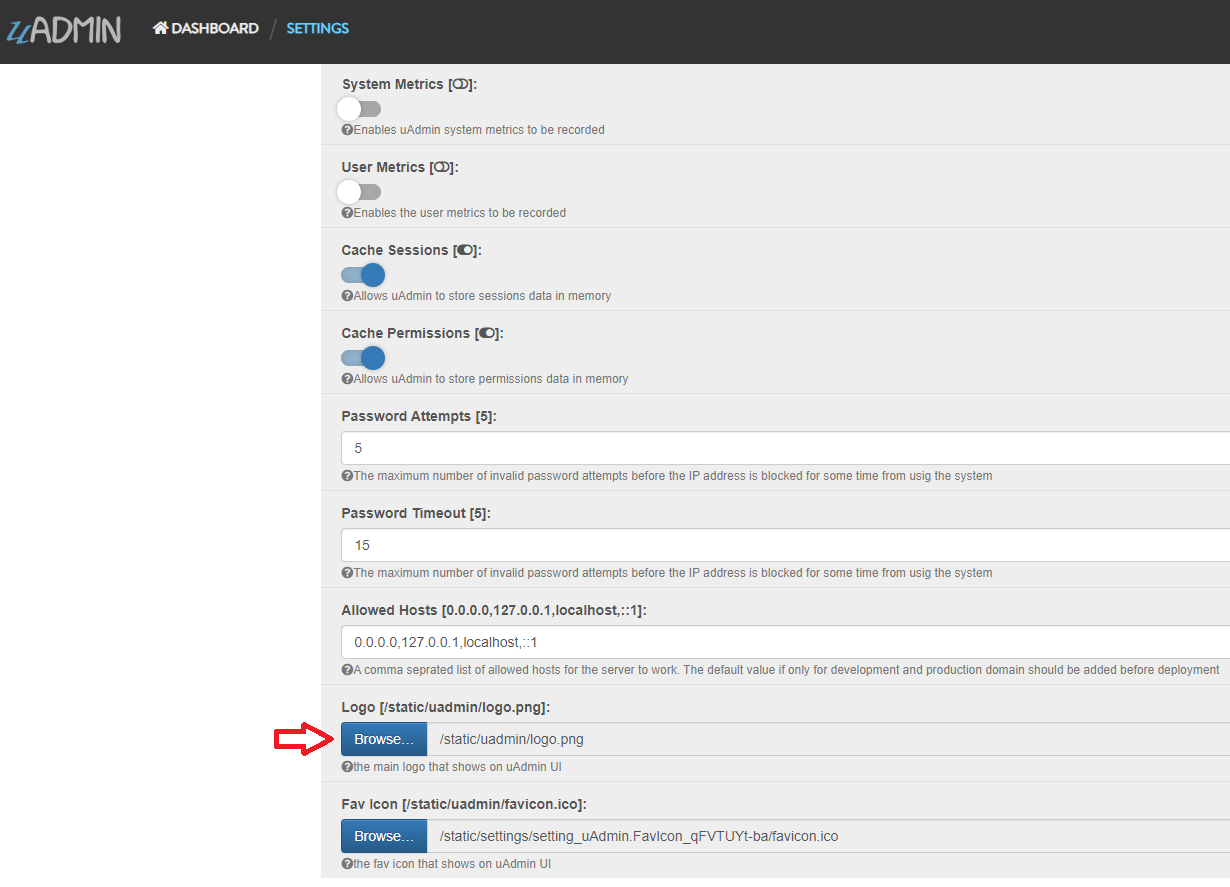 uADMIN DASHBOARD / SETTINGS
System Metrics []:
Enables uAdmin system metrics to be recorded
User Metrics []:
Enables the user metrics to be recorded
Cache Sessions []:
Allows uAdmin to store sessions data in memory
Cache Permissions []:
Allows uAdmin to store permissions data in memory
Password Attempts [5]:
5
The maximum number of invalid password attempts before the IP address is blocked for some time from usig the system
Password Timeout [5]:
15
The maximum number of invalid password attempts before the IP address is blocked for some time from usig the system
Allowed Hosts [0.0.0.0,127.0.0.1,localhost,::1]:
0.0.0.0,127.0.0.1,localhost,::1
A comma seprated list of allowed hosts for the server to work. The default value if only for development and production domain should be added before deployment
Logo [/static/uadmin/logo.png]:
Browse... /static/uadmin/logo.png
the main logo that shows on uAdmin UI
Fav Icon [/static/uadmin/favicon.ico]:
Browse... /static/settings/setting_uAdmin.FavIcon_qFVTUYt-ba/favicon.ico
the fav icon that shows on uAdmin UI